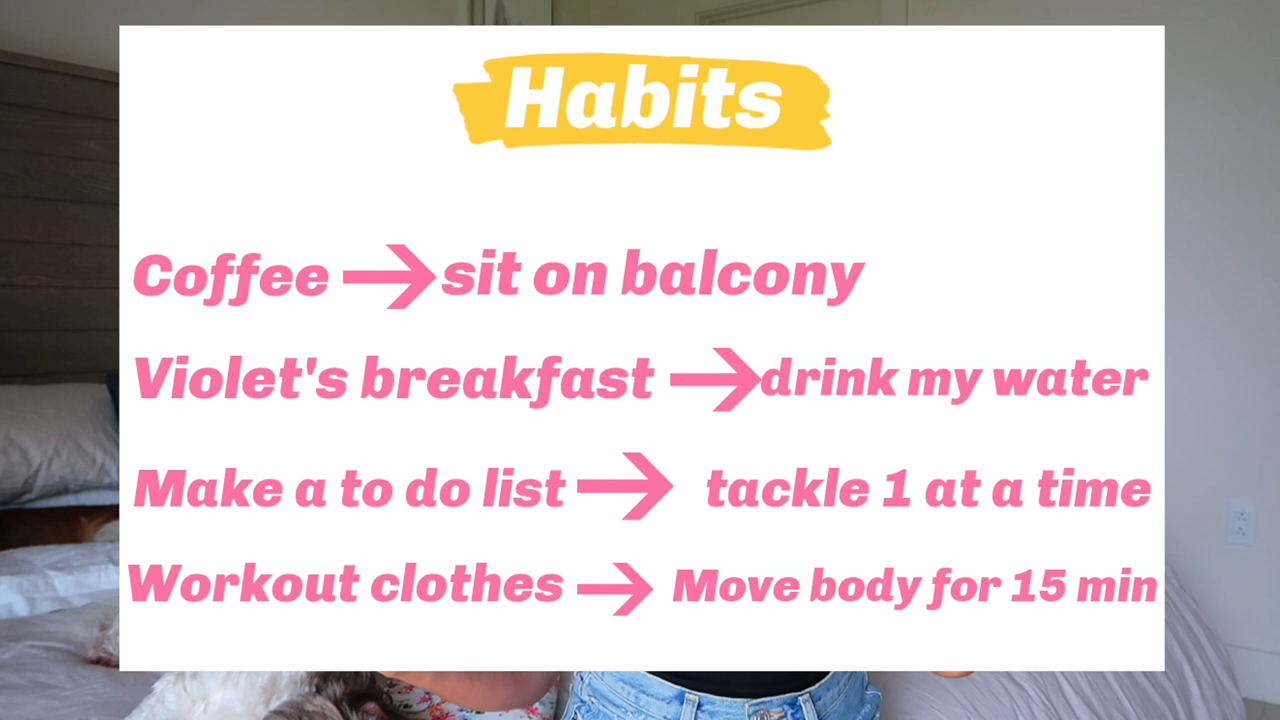 Habits
Coffee → sit on balcony
Violet's breakfast → drink my water
Make a to do list → tackle 1 at a time
Workout clothes → Move body for 15 min